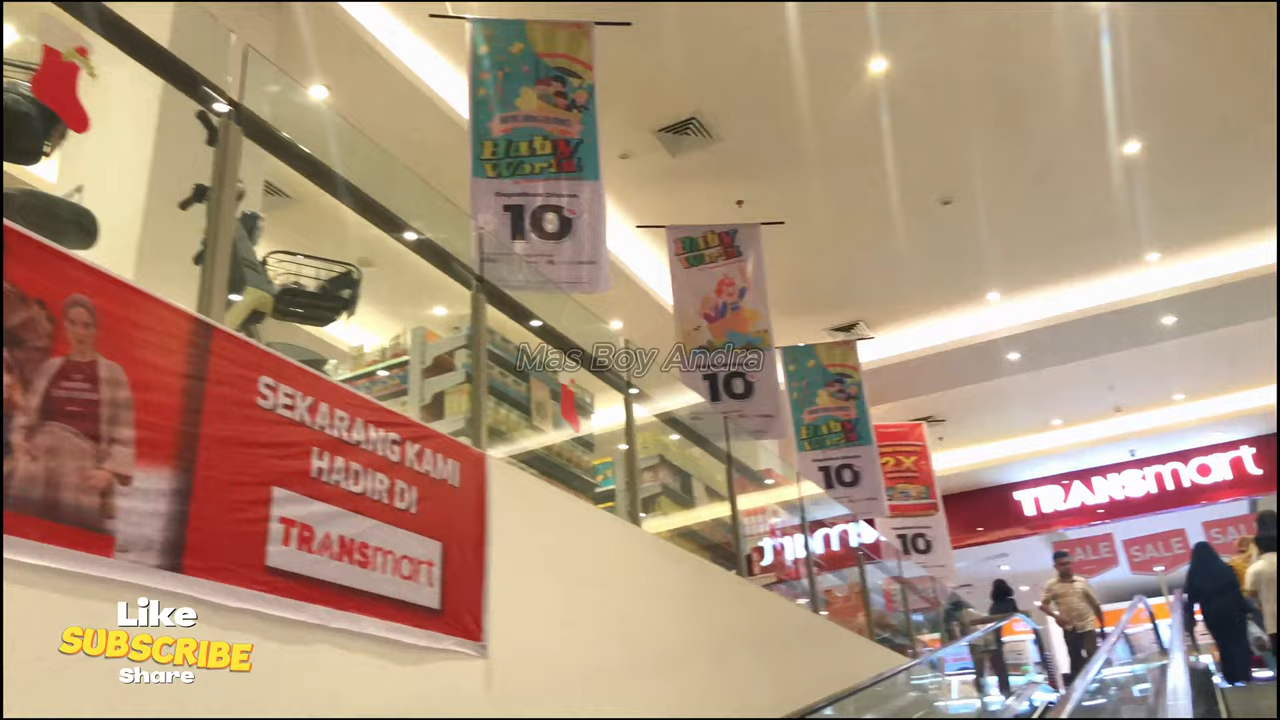 Baby
World
10
Baby
World
10
Baby
World
10
2X
10
Mas Boy Andra
SEKARANG KAMI
HADIR DI
TRANSmart
TRANSmart
SALE
SALE
SALE
Like
SUBSCRIBE
Share